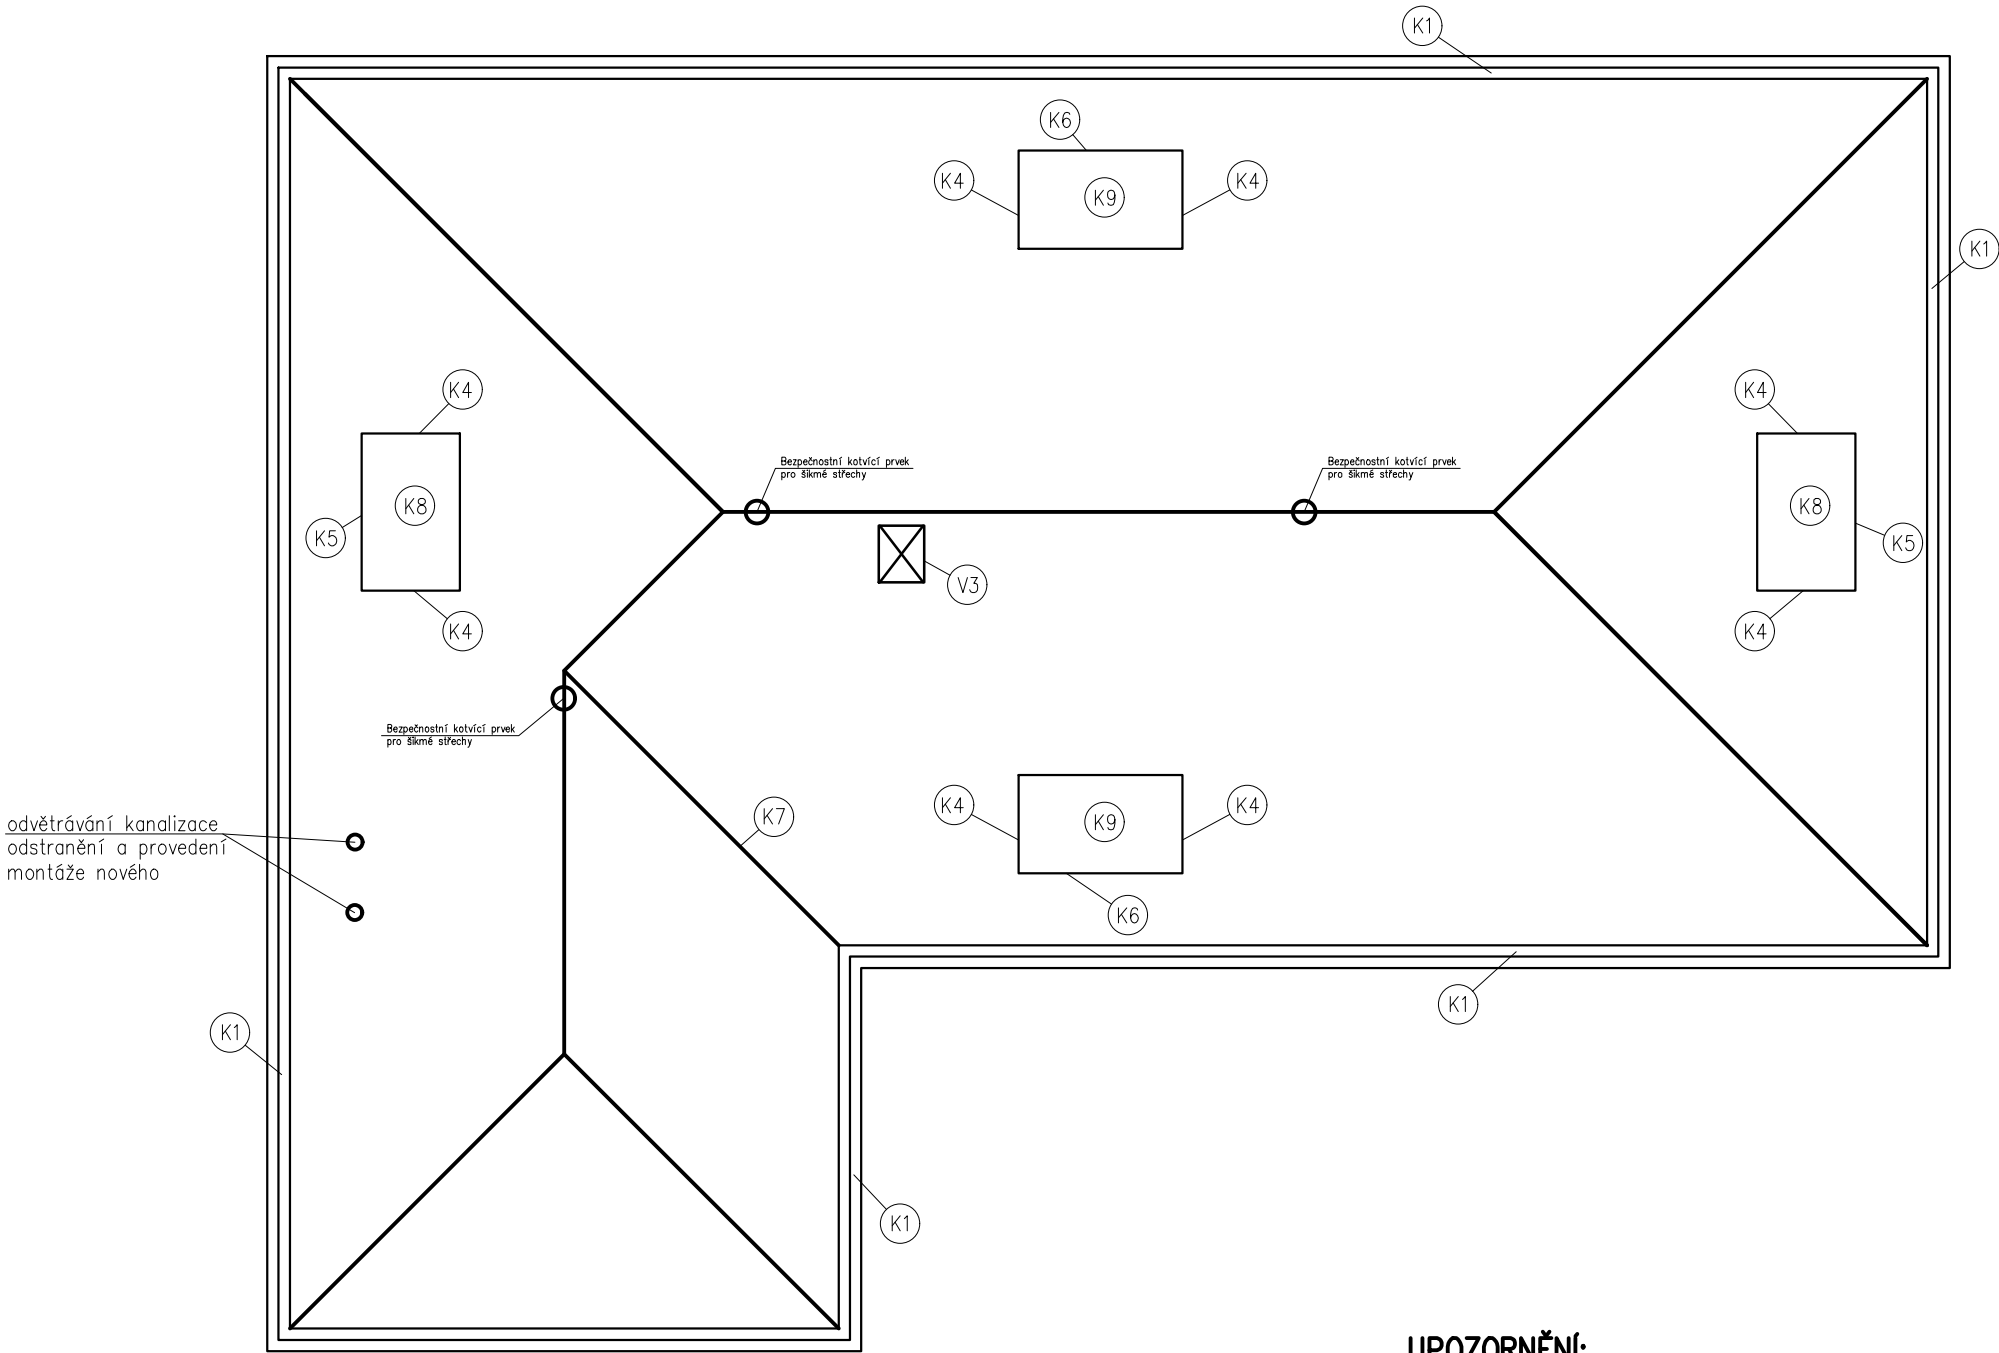 K1
K6
K4
K4
K9
K1
K4
K4
Bezpečnostní kotvící prvek
pro šikmé střechy
Bezpečnostní kotvící prvek
pro šikmé střechy
K8
K8
K5
K5
V3
K4
K4
Bezpečnostní kotvící prvek
pro šikmé střechy
K4
K4
K9
K7
odvětrávání kanalizace
odstranění a provedení
montáže nového
K6
K1
K1
K1
UPOZORNĚNÍ: